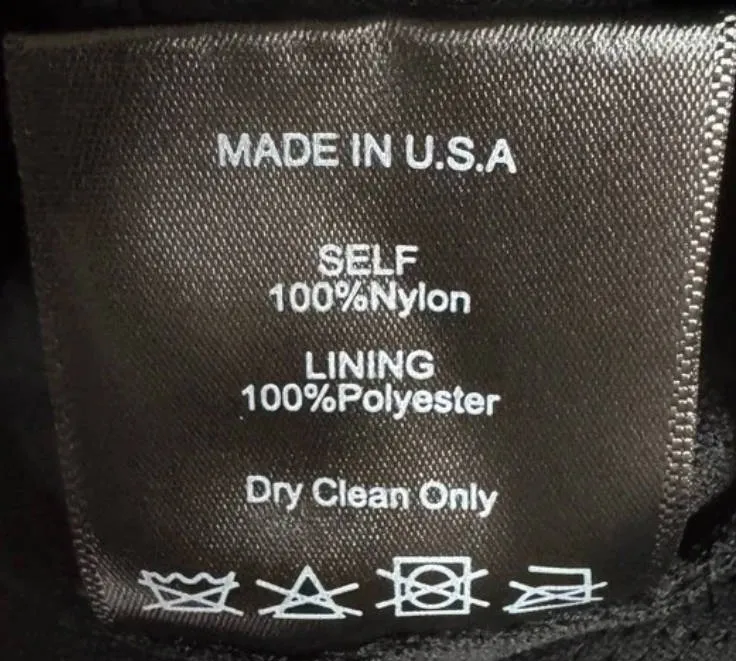 MADE IN U.S.A
SELF
100%Nylon
LINING
100%Polyester
Dry Clean Only